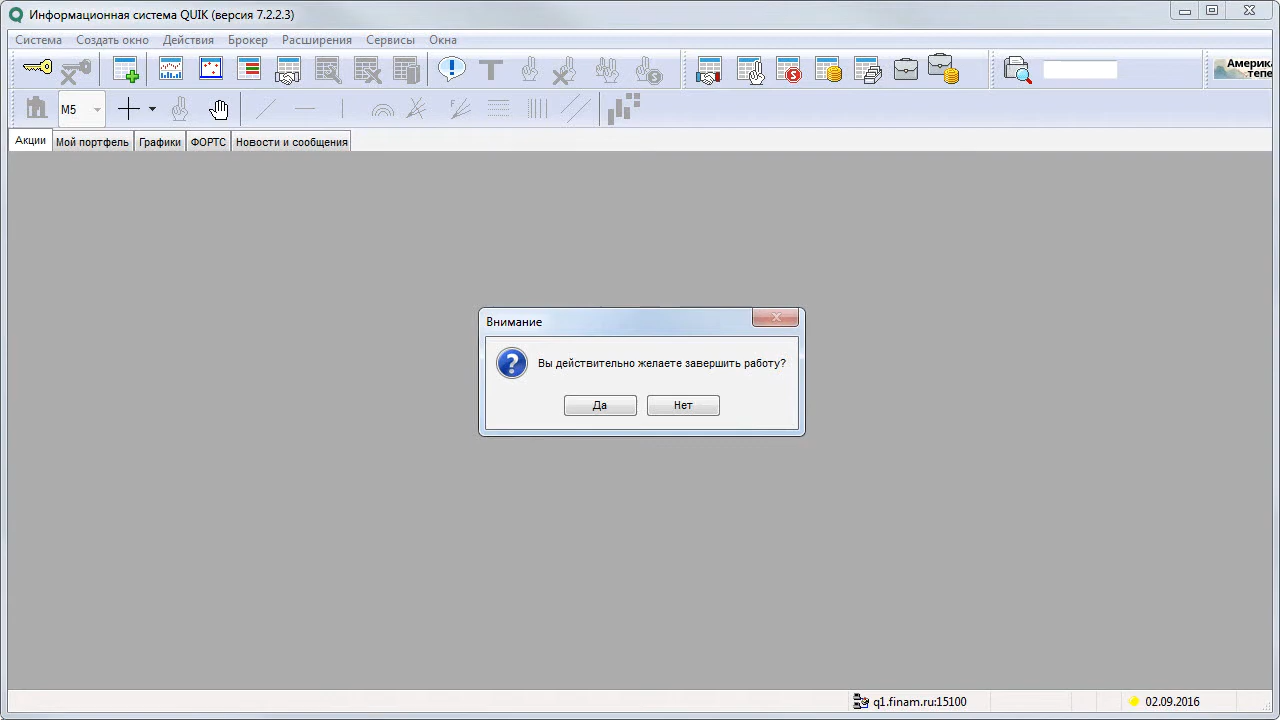 Информационная система QUIK (версия 7.2.2.3)
Система Создать окно Действия Брокер Расширения Сервисы Окна
Америка
тепе
M5
Акции Мой портфель Графики ФОРТС Новости и сообщения
Внимание
Вы действительно желаете завершить работу?
Да Нет
q1.finam.ru:15100 02.09.2016